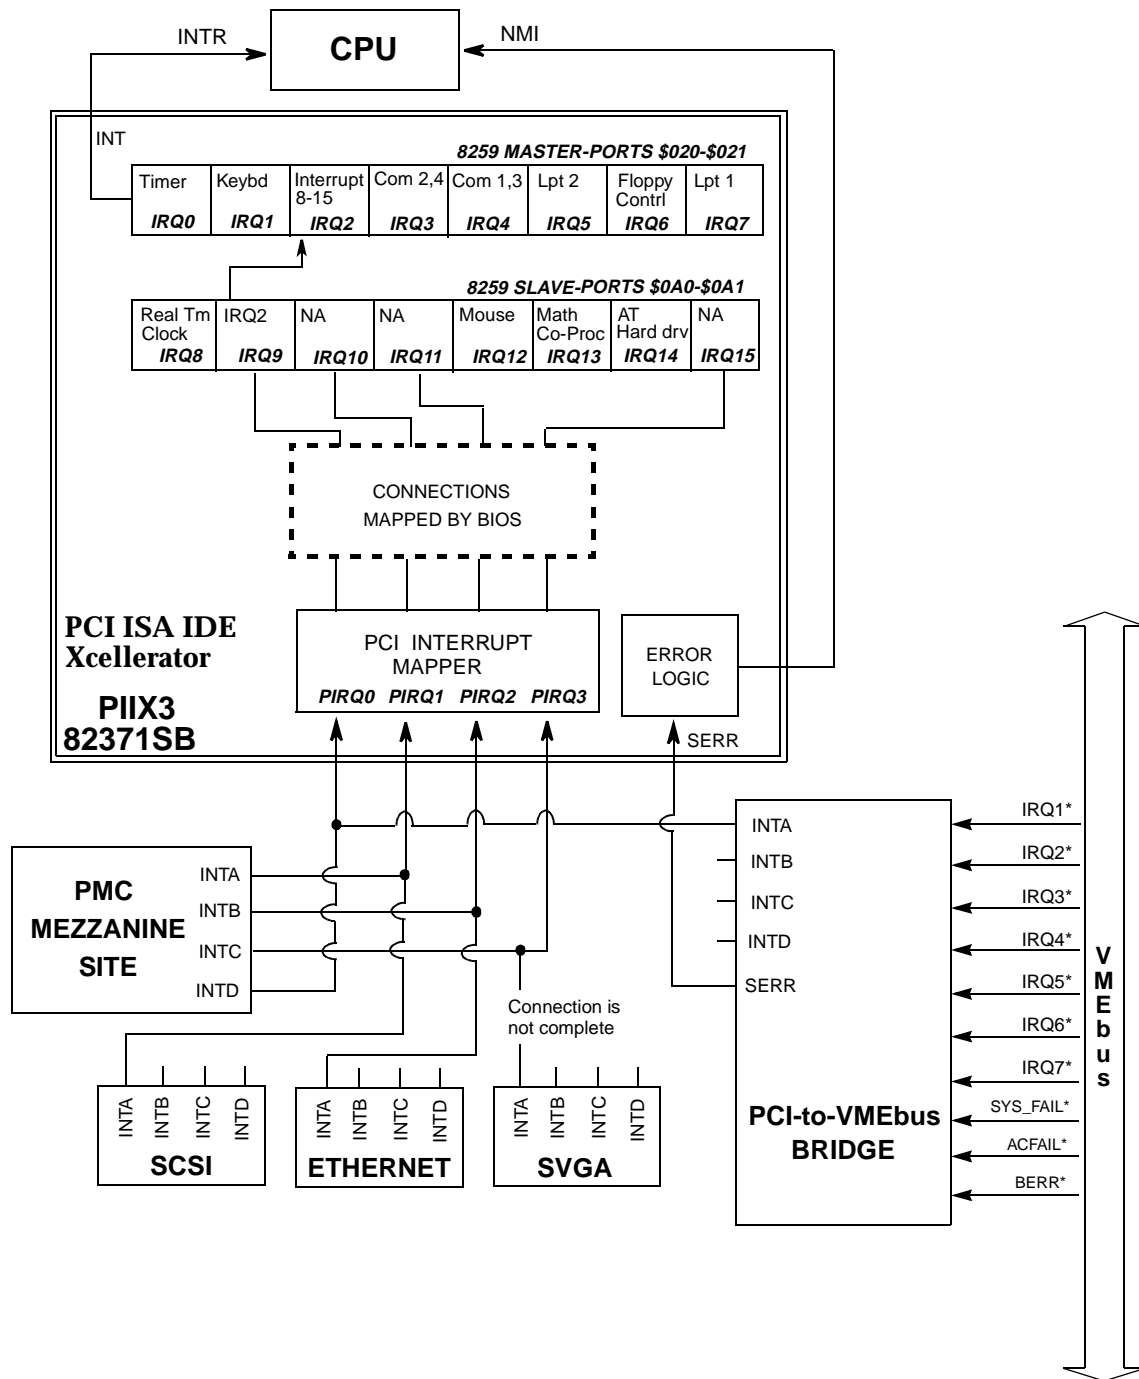 INTR
CPU
NMI
INT
8259 MASTER-PORTS $020-$021
Timer
IRQ0
Keybd
IRQ1
Interrupt
8-15
IRQ2
Com 2,4
IRQ3
Com 1,3
IRQ4
Lpt 2
IRQ5
Floppy
Contrl
IRQ6
Lpt 1
IRQ7
8259 SLAVE-PORTS $0A0-$0A1
Real Tm
Clock
IRQ8
IRQ2
IRQ9
NA
IRQ10
NA
IRQ11
Mouse
IRQ12
Math
Co-Proc
IRQ13
AT
Hard drv
IRQ14
NA
IRQ15
CONNECTIONS
MAPPED BY BIOS
PCI ISA IDE
Xcellerator
PIIX3
82371SB
PCI INTERRUPT
MAPPER
PIRQ0 PIRQ1 PIRQ2 PIRQ3
ERROR
LOGIC
SERR
PMC
MEZZANINE
SITE
INTA
INTB
INTC
INTD
INTA
INTB
INTC
INTD
SERR
PCI-to-VMEbus
BRIDGE
IRQ1*
IRQ2*
IRQ3*
IRQ4*
IRQ5*
IRQ6*
IRQ7*
SYS_FAIL*
ACFAIL*
BERR*
VMEbus
Connection is
not complete
INTA
INTB
INTC
INTD
SCSI
INTA
INTB
INTC
INTD
ETHERNET
INTA
INTB
INTC
INTD
SVGA